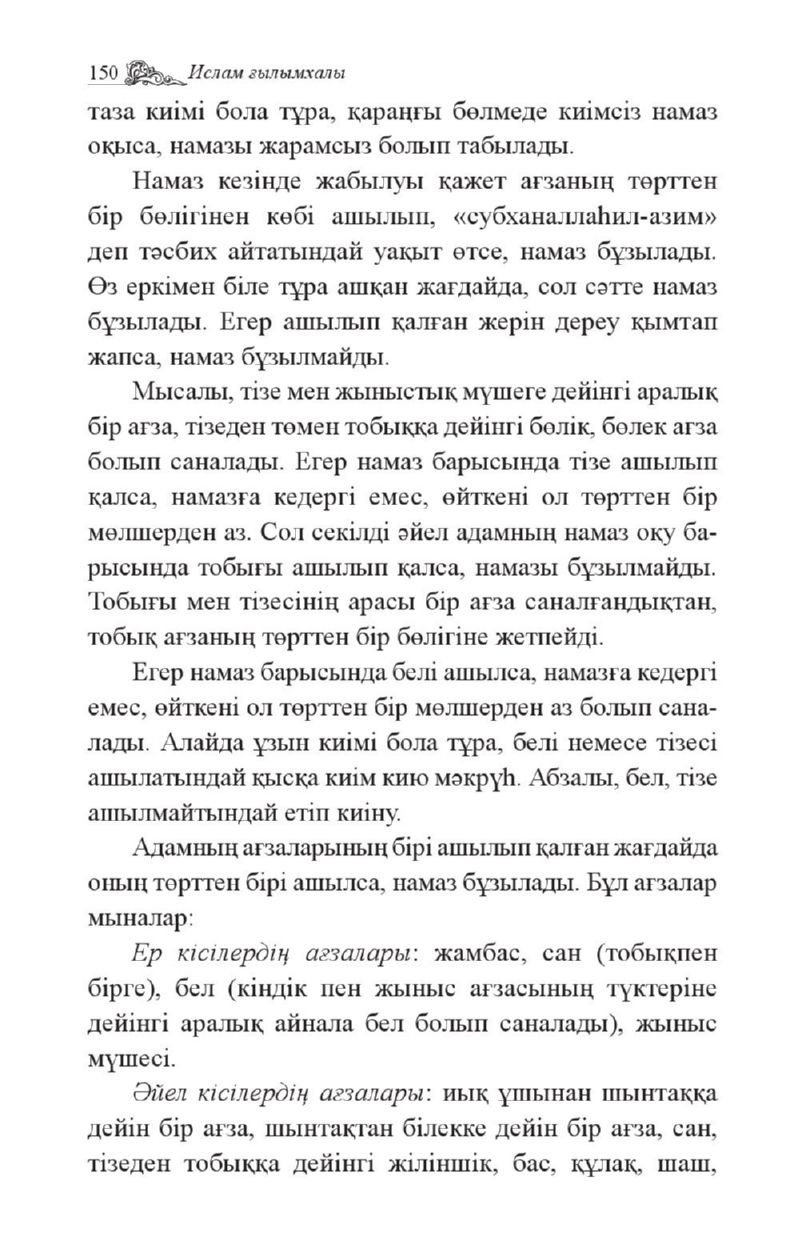 150 Ислам ғылымхалы
таза киімі бола тұра, қараңғы бөлмеде киімсіз намаз
оқыса, намазы жарамсыз болып табылады.
Намаз кезінде жабылуы қажет ағзаның төрттен
бір бөлігінен көбі ашылып, «субханаллаһил-азим»
деп тәсбих айтатындай уақыт өтсе, намаз бұзылады.
Өз еркімен біле тұра ашқан жағдайда, сол сәтте намаз
бұзылады. Егер ашылып қалған жерін дереу қымтап
жапса, намаз бұзылмайды.
Мысалы, тізе мен жыныстық мүшеге дейінгі аралық
бір ағза, тізеден төмен тобыққа дейінгі бөлік, бөлек ағза
болып саналады. Егер намаз барысында тізе ашылып
қалса, намазға кедергі емес, өйткені ол төрттен бір
мөлшерден аз. Сол секілді әйел адамның намаз оқу ба-
рысында тобығы ашылып қалса, намазы бұзылмайды.
Тобығы мен тізесінің арасы бір ағза саналғандықтан,
тобық ағзаның төрттен бір бөлігіне жетпейді.
Егер намаз барысында белі ашылса, намазға кедергі
емес, өйткені ол төрттен бір мөлшерден аз болып сана-
лады. Алайда ұзын киімі бола тұра, белі немесе тізесі
ашылатындай қысқа киім кию мәкрүһ. Абзалы, бел, тізе
ашылмайтындай етіп киіну.
Адамның ағзаларының бірі ашылып қалған жағдайда
оның төрттен бірі ашылса, намаз бұзылады. Бұл ағзалар
мыналар:
Ер кісілердің ағзалары: жамбас, сан (тобықпен
бірге), бел (кіндік пен жыныс ағзасының түктеріне
дейінгі аралық айнала бел болып саналады), жыныс
мүшесі.
Әйел кісілердің ағзалары: иық ұшынан шынтаққа
дейін бір ағза, шынтақтан білекке дейін бір ағза, сан,
тізеден тобыққа дейінгі жіліншік, бас, құлақ, шаш,